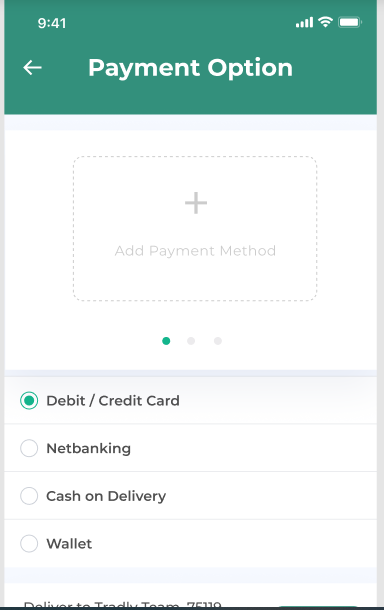 9:41
Payment Option
Add Payment Method
Debit / Credit Card
Netbanking
Cash on Delivery
Wallet
Deliver to Tradly Team, 75119